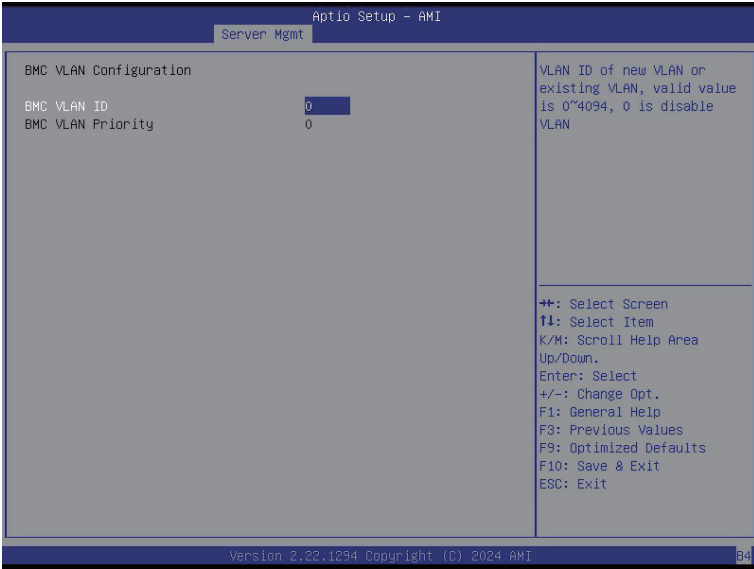 Aptio Setup – AMI
Server Mgmt
BMC VLAN Configuration
BMC VLAN ID 0
BMC VLAN Priority 0
VLAN ID of new VLAN or
existing VLAN, valid value
is 0~4094, 0 is disable
VLAN
→←: Select Screen
↑↓: Select Item
K/M: Scroll Help Area
Up/Down.
Enter: Select
+/-: Change Opt.
F1: General Help
F3: Previous Values
F9: Optimized Defaults
F10: Save & Exit
ESC: Exit
Version 2.22.1294 Copyright (C) 2024 AMI
B4